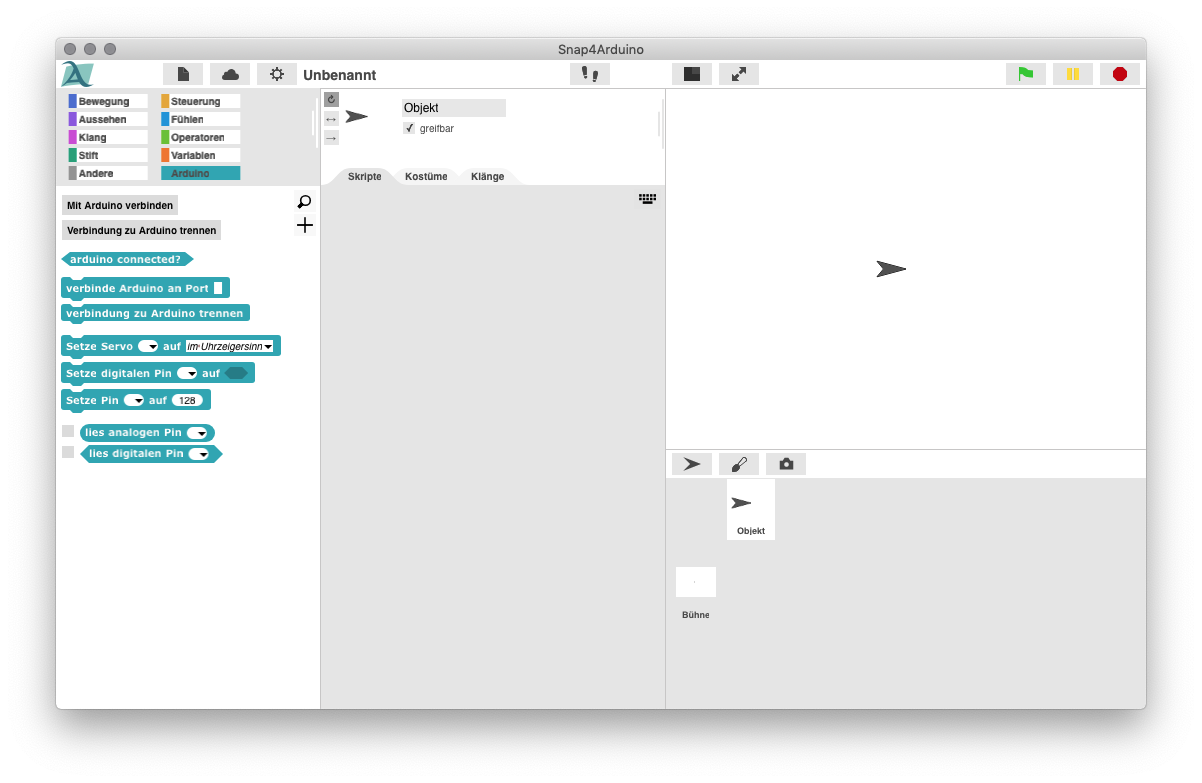 Snap4Arduino
Unbenannt
Bewegung
Steuerung
Aussehen
Fühlen
Klang
Operatoren
Stift
Variablen
Andere
Arduino
Mit Arduino verbinden
Verbindung zu Arduino trennen
arduino connected?
verbinde Arduino an Port
verbindung zu Arduino trennen
Setze Servo auf im Uhrzeigersinn
Setze digitalen Pin auf
Setze Pin auf 128
lies analogen Pin
lies digitalen Pin
Objekt
greifbar
Skripte Kostüme Klänge
Objekt
Bühne